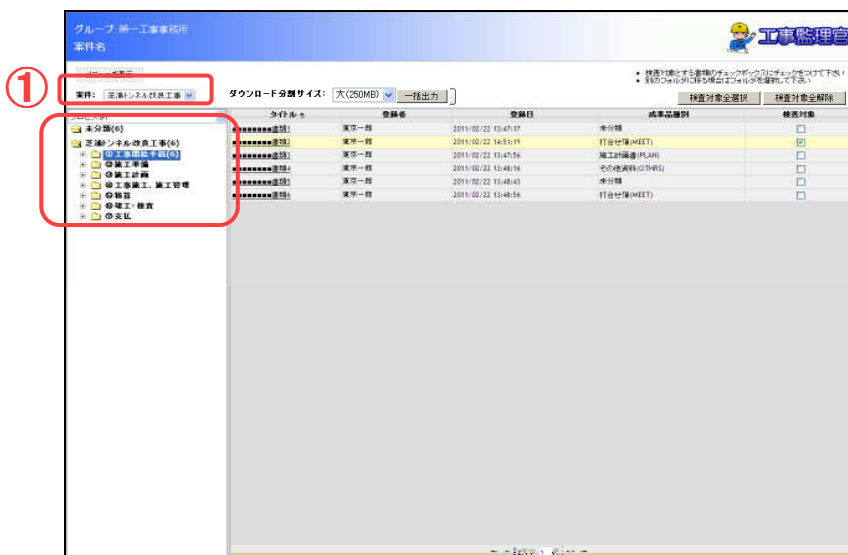 グループ:第一工事事務所
案件名
工事監理官
• 検査対象とする書類のチェックボックスにチェックをつけて下さい
• 別のフォルダに移る場合はフォルダを選択して下さい
①
案件: 芝浦トンネル改良工事
ダウンロード分割サイズ: 大(250MB) 一括出力
検査対象全選択 検査対象全解除
タイトル 登録者 登録日 成果品種別 検査対象
未分類(6)
芝浦トンネル改良工事(6)
①工事開始手続(6)
②施工準備
③施工計画
④工事施工、施工管理
⑤精算
⑥竣工・検査
⑦支払
■■■■■■■■書類1 東京一郎 2011/02/22 13:47:17 未分類
■■■■■■■■書類2 東京一郎 2011/02/22 14:51:19 打合せ簿(MEET)
■■■■■■■■書類3 東京一郎 2011/02/22 13:47:56 施工計画書(PLAN)
■■■■■■■■書類4 東京一郎 2011/02/22 13:48:16 その他資料(OTHRS)
■■■■■■■■書類5 東京一郎 2011/02/22 13:48:43 未分類
■■■■■■■■書類6 東京一郎 2011/02/22 13:48:56 打合せ簿(MEET)
1